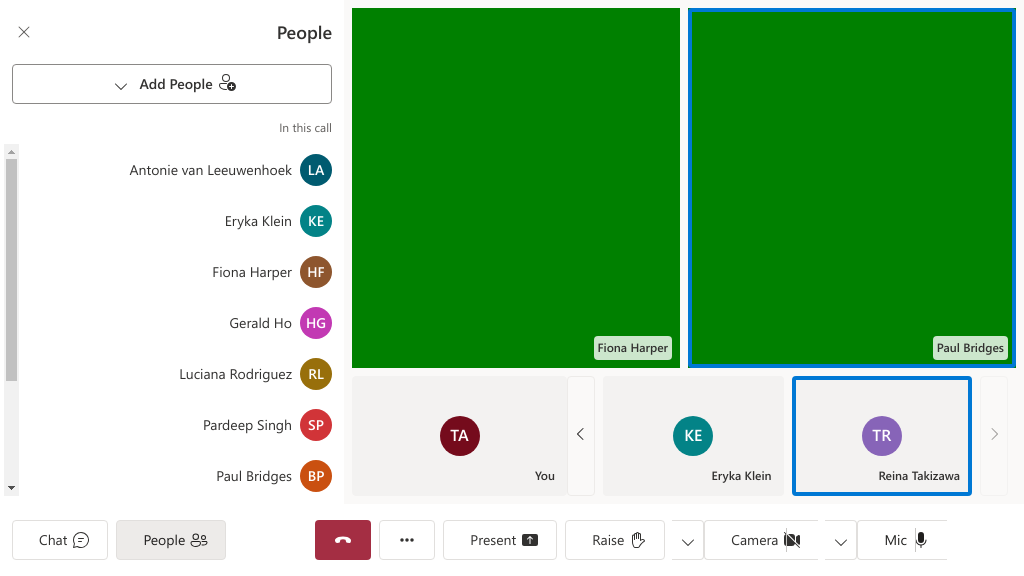 People
Add People
In this call
Antonie van Leeuwenhoek LA
Eryka Klein KE
Fiona Harper HF
Gerald Ho HG
Luciana Rodriguez RL
Pardeep Singh SP
Paul Bridges BP
Fiona Harper
Paul Bridges
TA
You
KE
Eryka Klein
TR
Reina Takizawa
Chat
People
Present
Raise
Camera
Mic